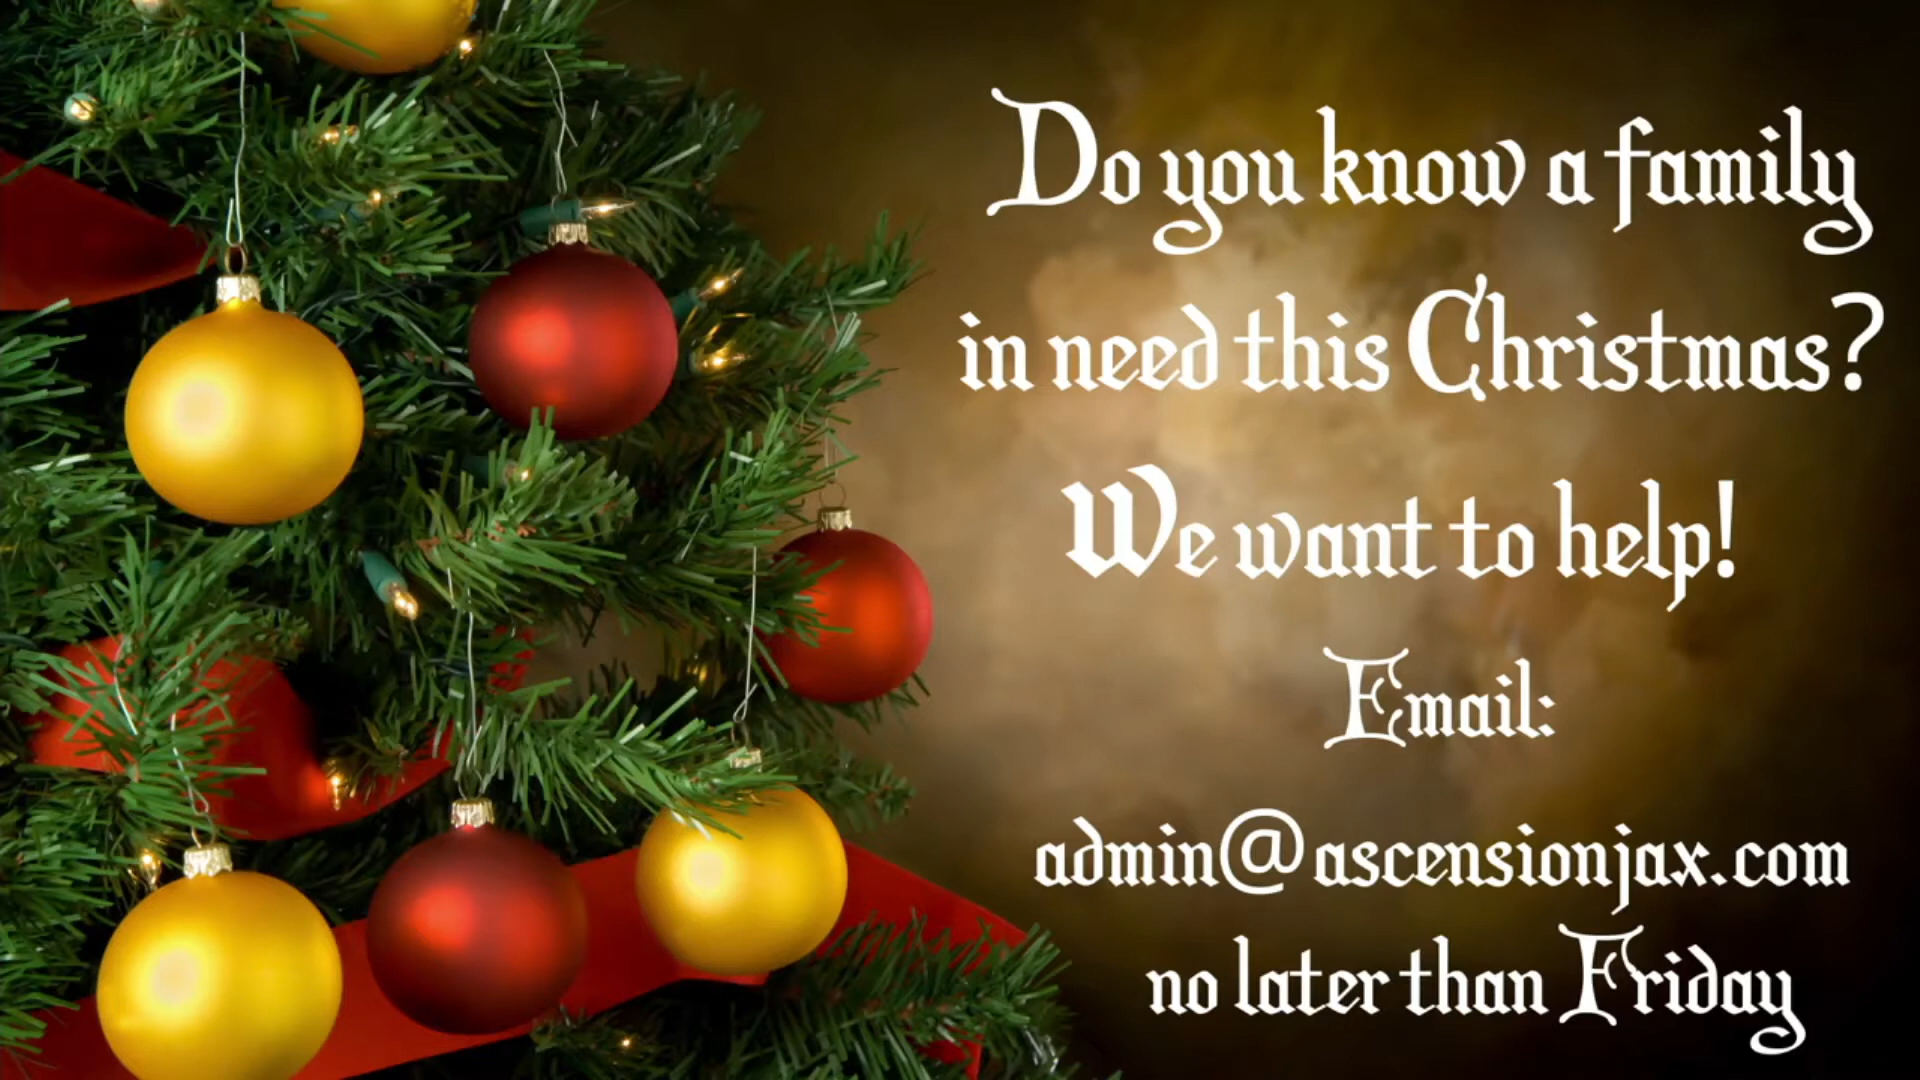 Do you know a family
in need this Christmas?
We want to help!
Email:
admin@ascensionjax.com
no later than Friday